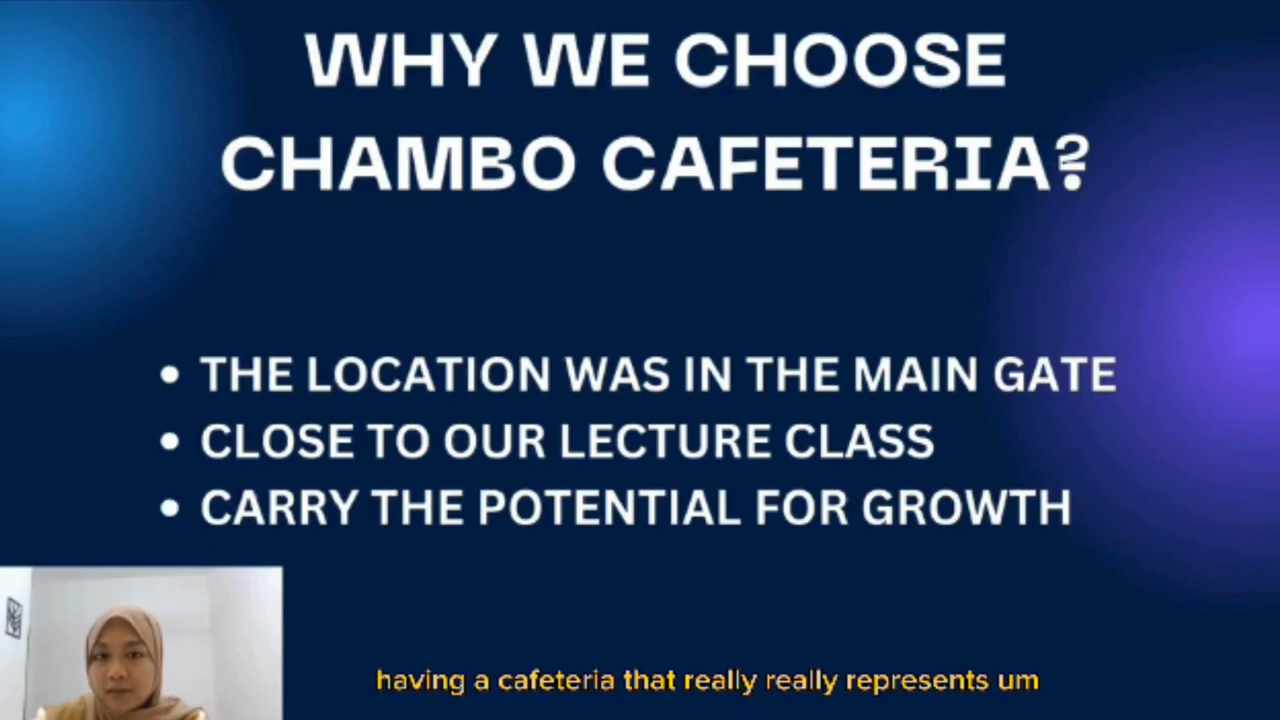 WHY WE CHOOSE
CHAMBO CAFETERIA?
• THE LOCATION WAS IN THE MAIN GATE
• CLOSE TO OUR LECTURE CLASS
• CARRY THE POTENTIAL FOR GROWTH
having a cafeteria that really really represents um